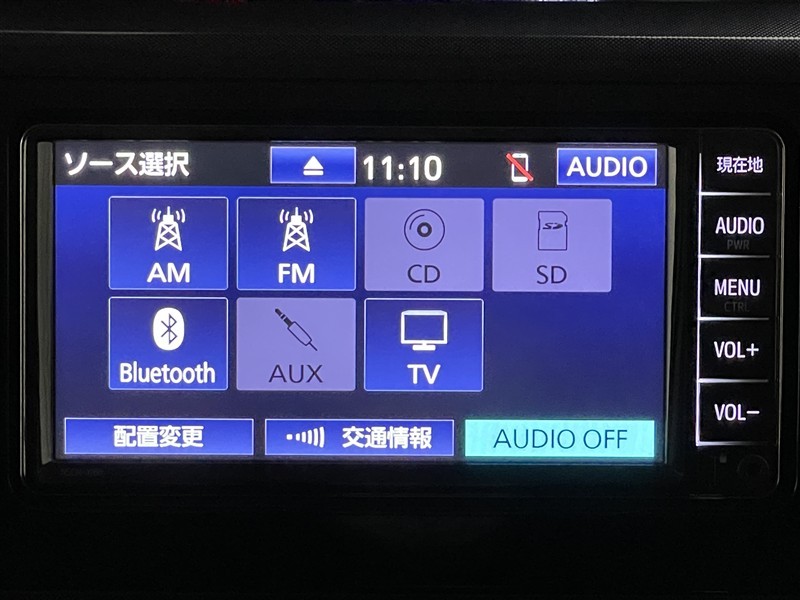 ソース選択
11:10
AUDIO
AM
FM
CD
SD
SD
Bluetooth
AUX
TV
配置変更
交通情報
AUDIO OFF
現在地
AUDIO
PWR
MENU
CTRL
VOL+
VOL−